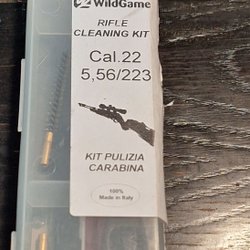 WildGame
RIFLE
CLEANING KIT
Cal.22
5,56/223
KIT PULIZIA
CARABINA
100%
Made in Italy